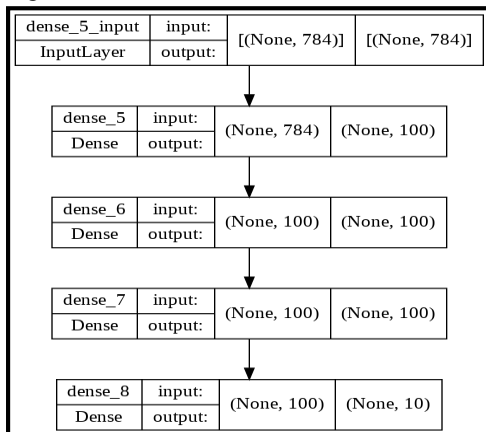 dense_5_input input: [(None, 784)] [(None, 784)]
InputLayer output:
dense_5 input: (None, 784) (None, 100)
Dense output:
dense_6 input: (None, 100) (None, 100)
Dense output:
dense_7 input: (None, 100) (None, 100)
Dense output:
dense_8 input: (None, 100) (None, 10)
Dense output: